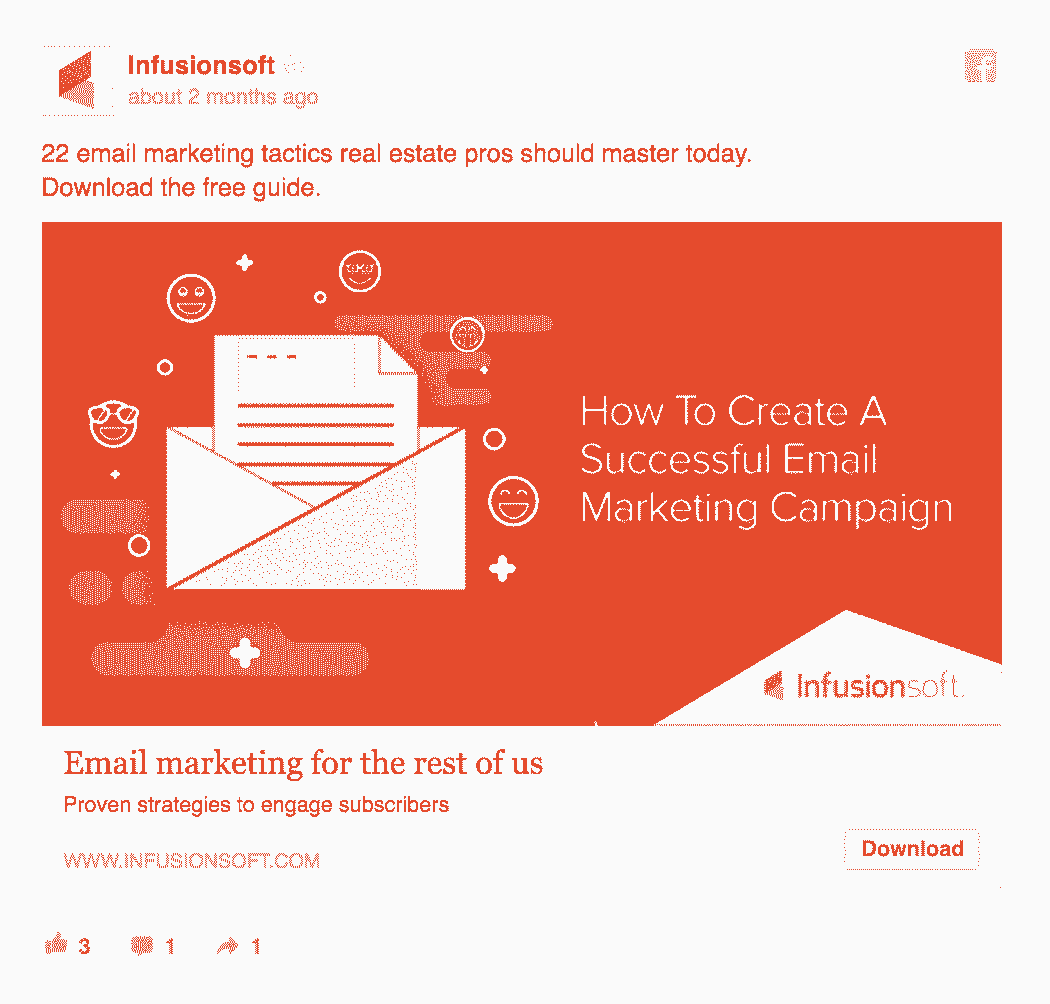 Infusionsoft
about 2 months ago
22 email marketing tactics real estate pros should master today.
Download the free guide.
How To Create A
Successful Email
Marketing Campaign
Infusionsoft.
Email marketing for the rest of us
Proven strategies to engage subscribers
WWW.INFUSIONSOFT.COM
Download
3 1 1